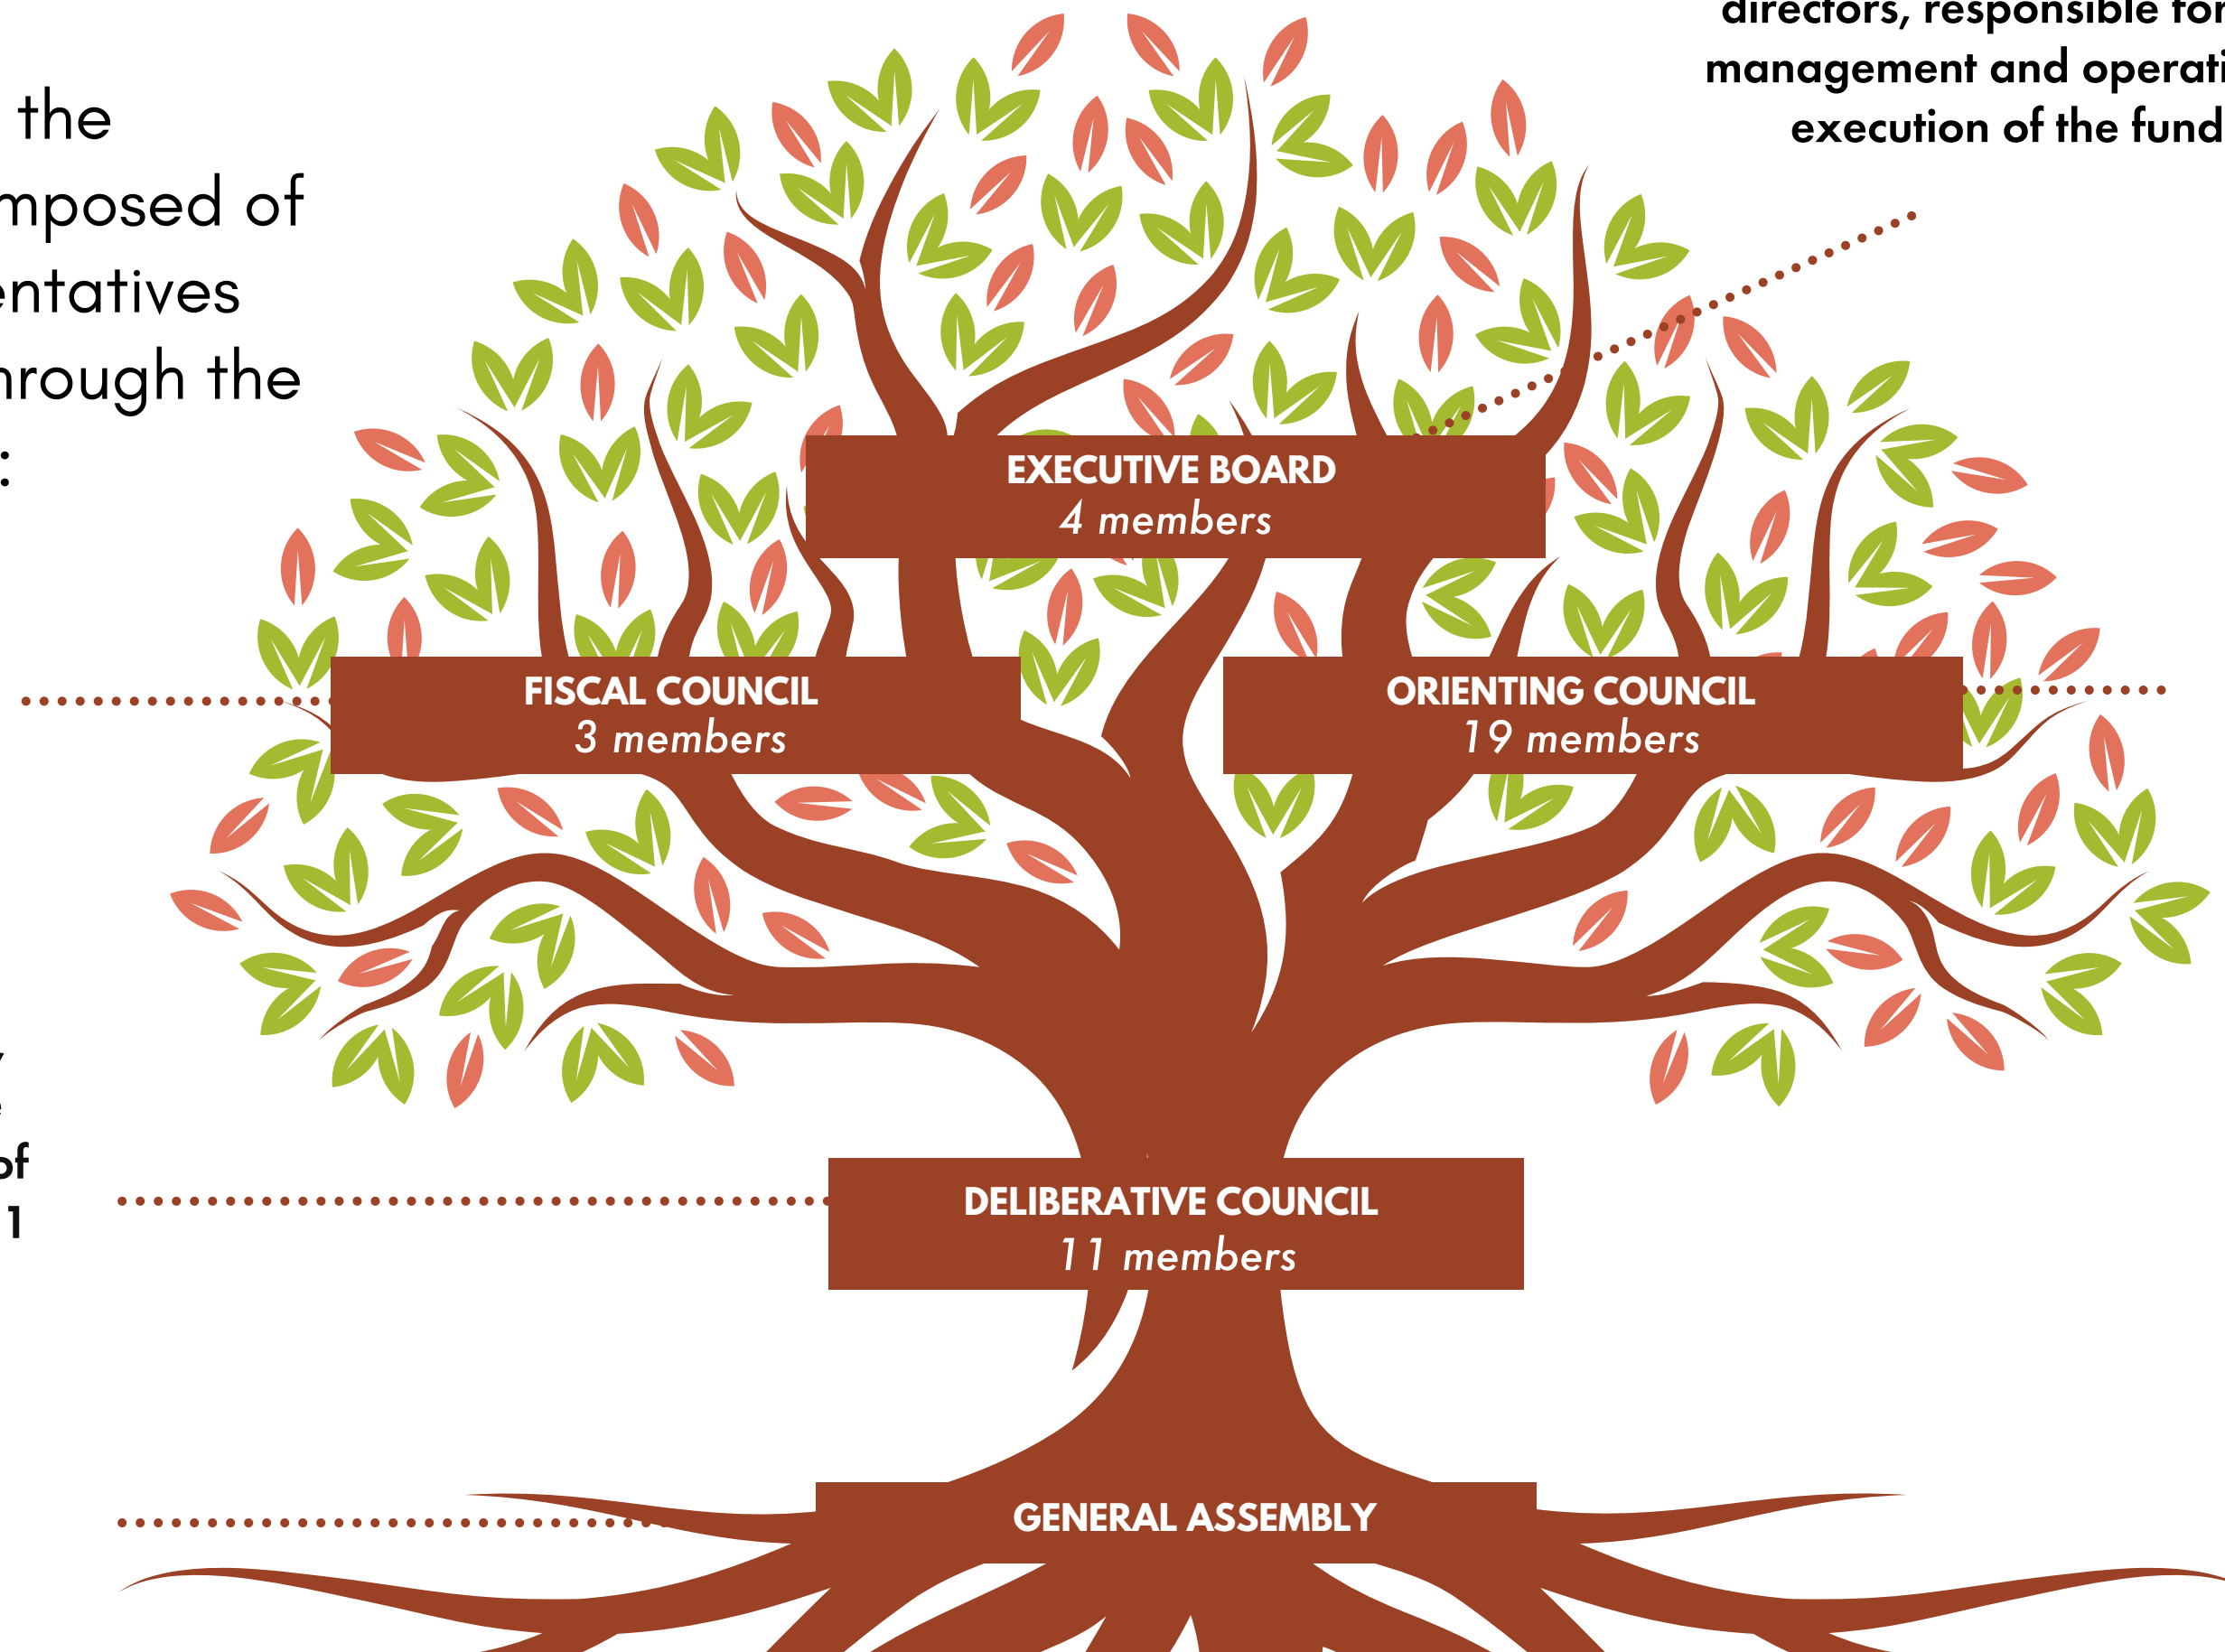 directors, responsible for
management and operati
execution of the fund
the
mposed of
entatives
hrough the
:
EXECUTIVE BOARD
4 members
FISCAL COUNCIL
3 members
ORIENTING COUNCIL
19 members
of
1
DELIBERATIVE COUNCIL
11 members
GENERAL ASSEMBLY